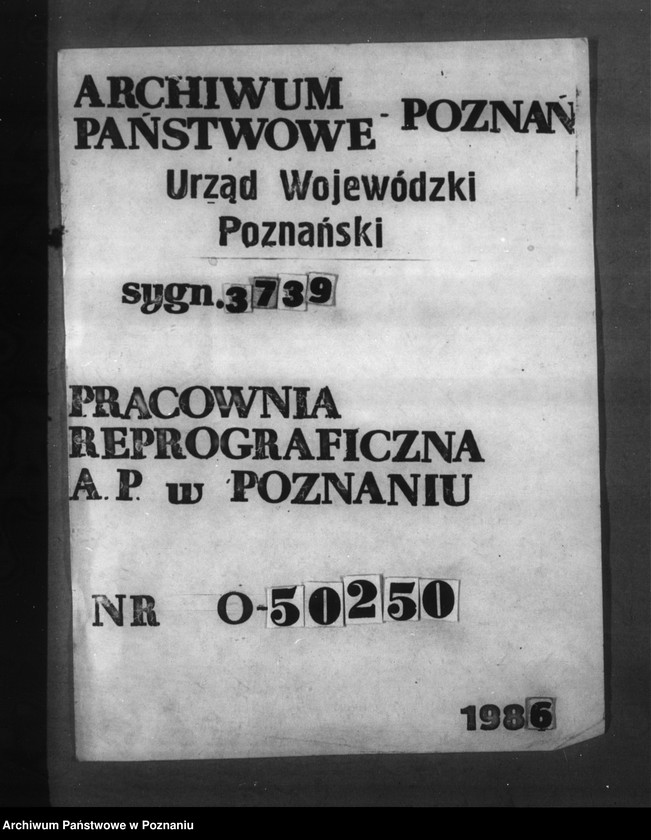 ARCHIWUM
PAŃSTWOWE - POZNAŃ
Urząd Wojewódzki
Poznański
sygn. 3739
PRACOWNIA
REPROGRAFICZNA
A. P. w POZNANIU
NR O-50250
1986
Archiwum Państwowe w Poznaniu